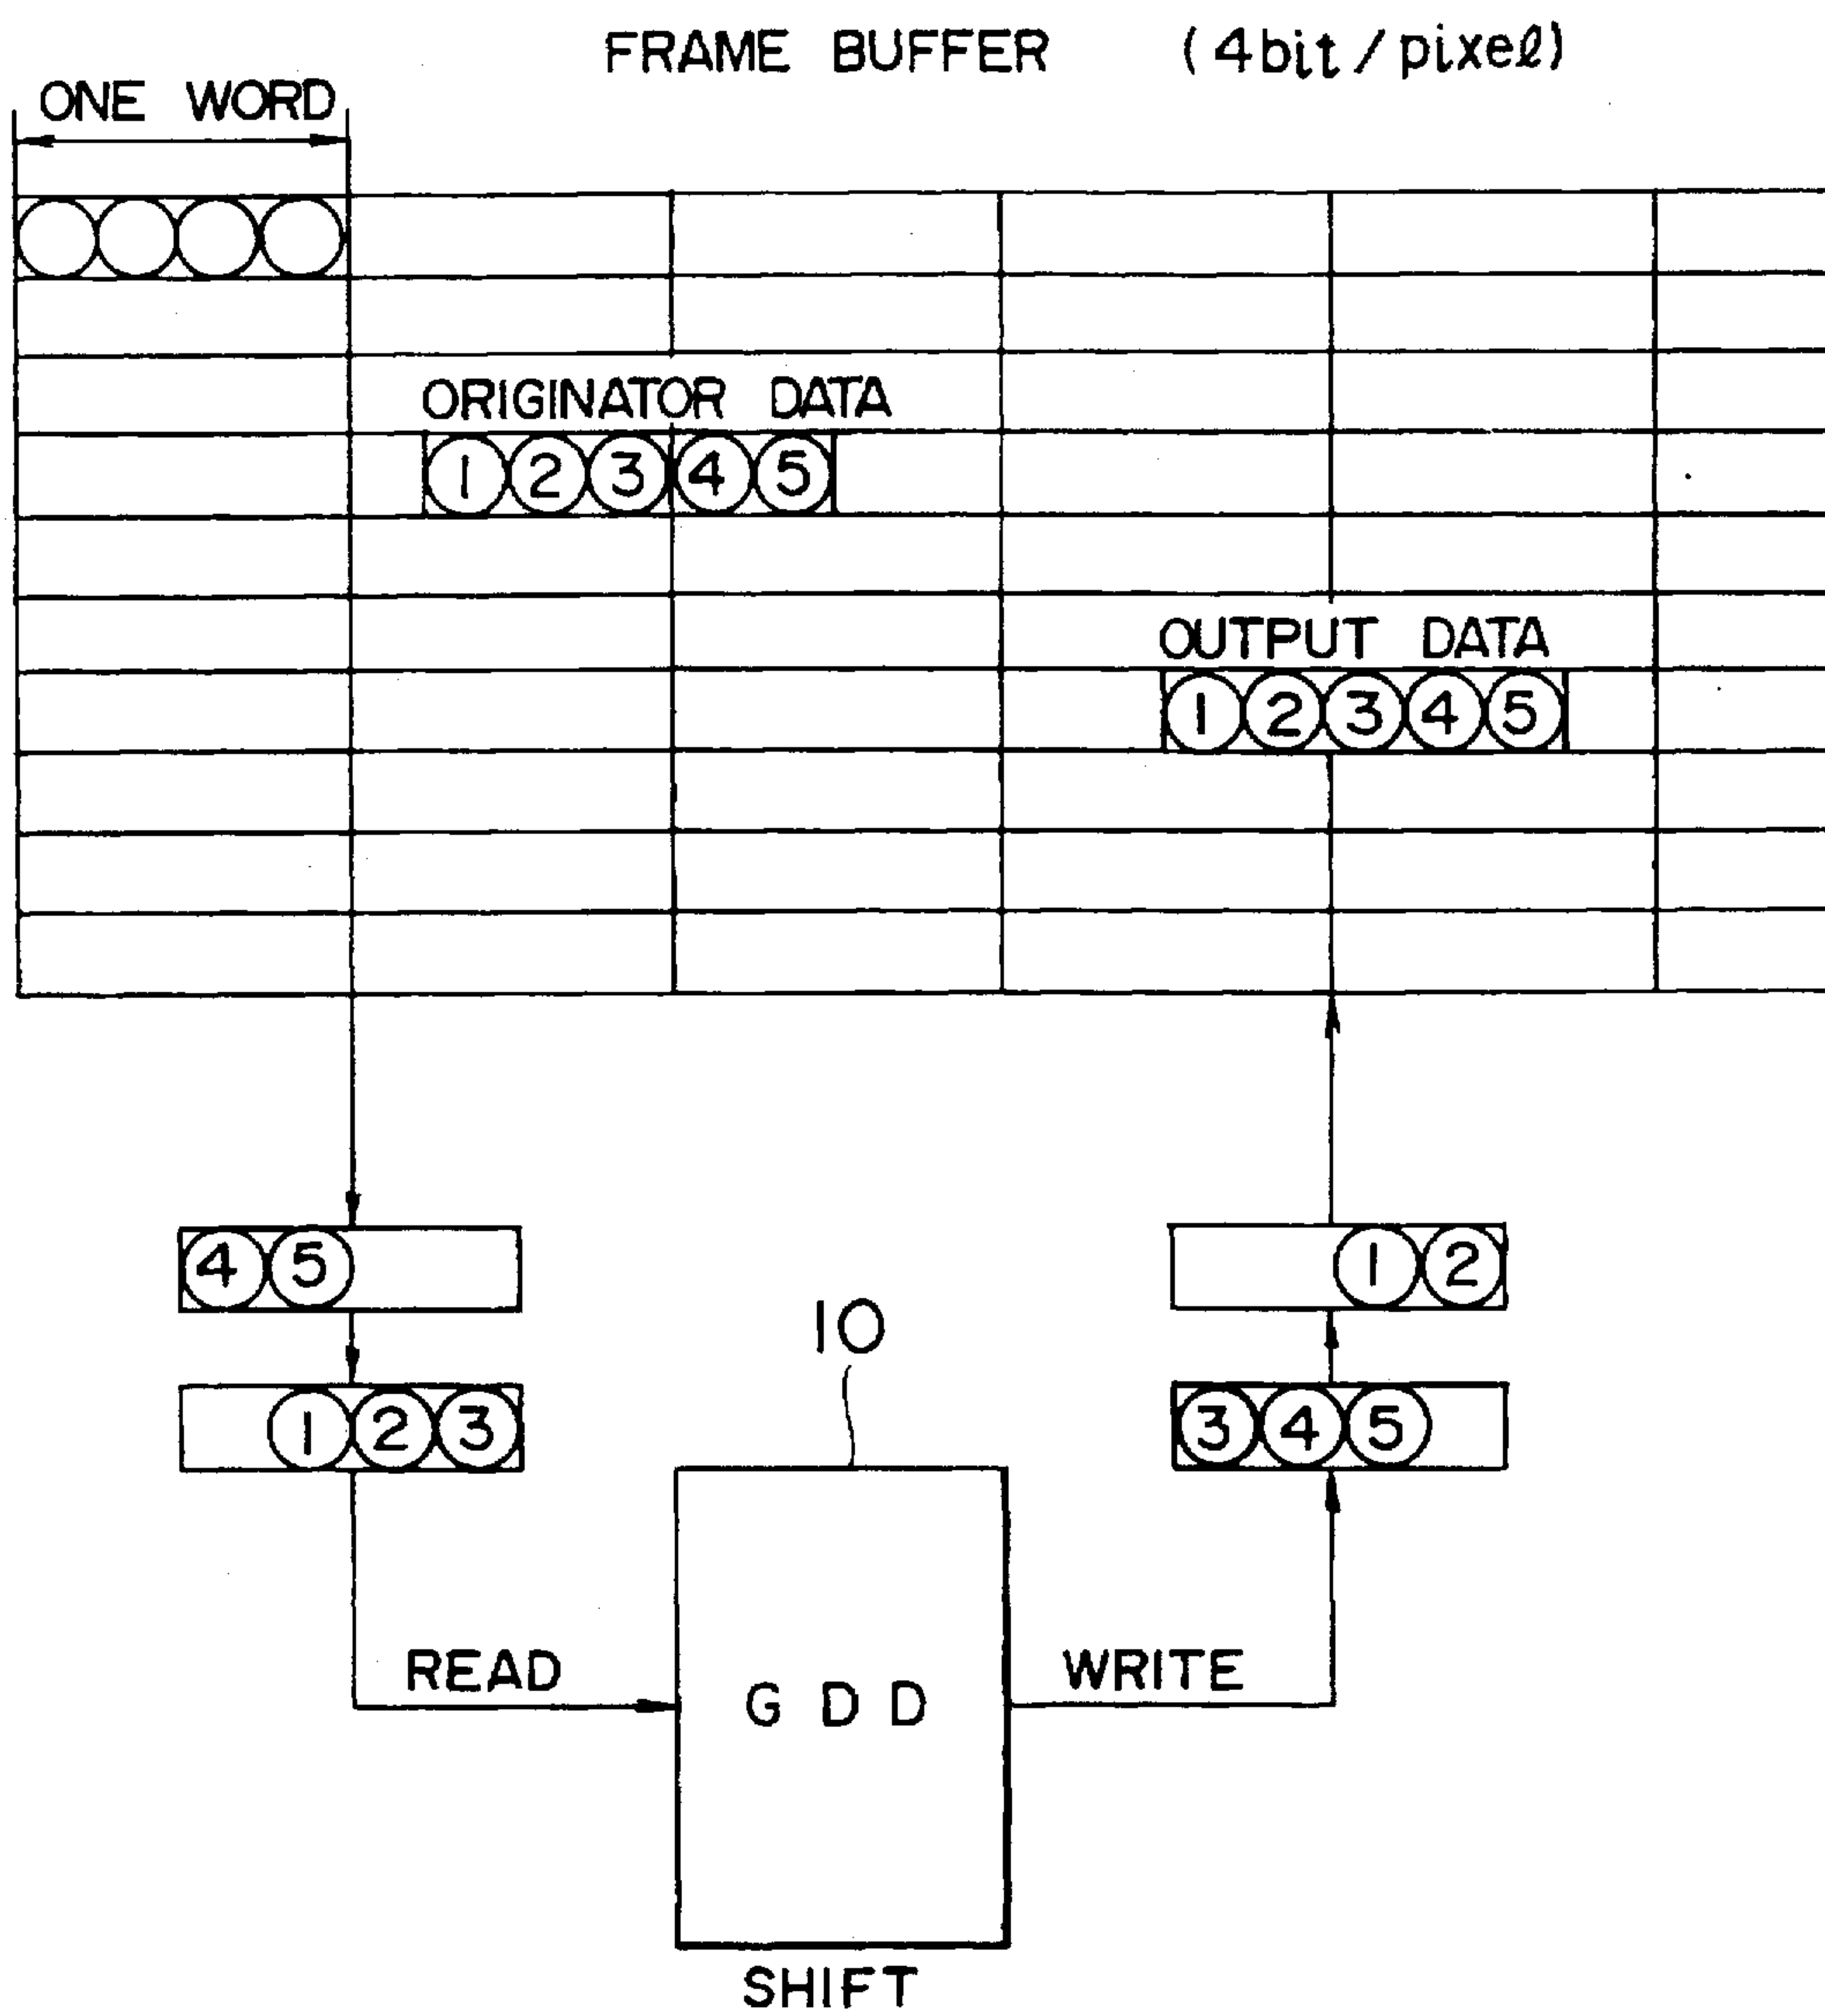 FRAME BUFFER (4bit/pixel)
ONE WORD
ORIGINATOR DATA
① ② ③ ④ ⑤
OUTPUT DATA
① ② ③ ④ ⑤
④ ⑤
① ②
10
① ② ③
③ ④ ⑤
READ
GDD
WRITE
SHIFT